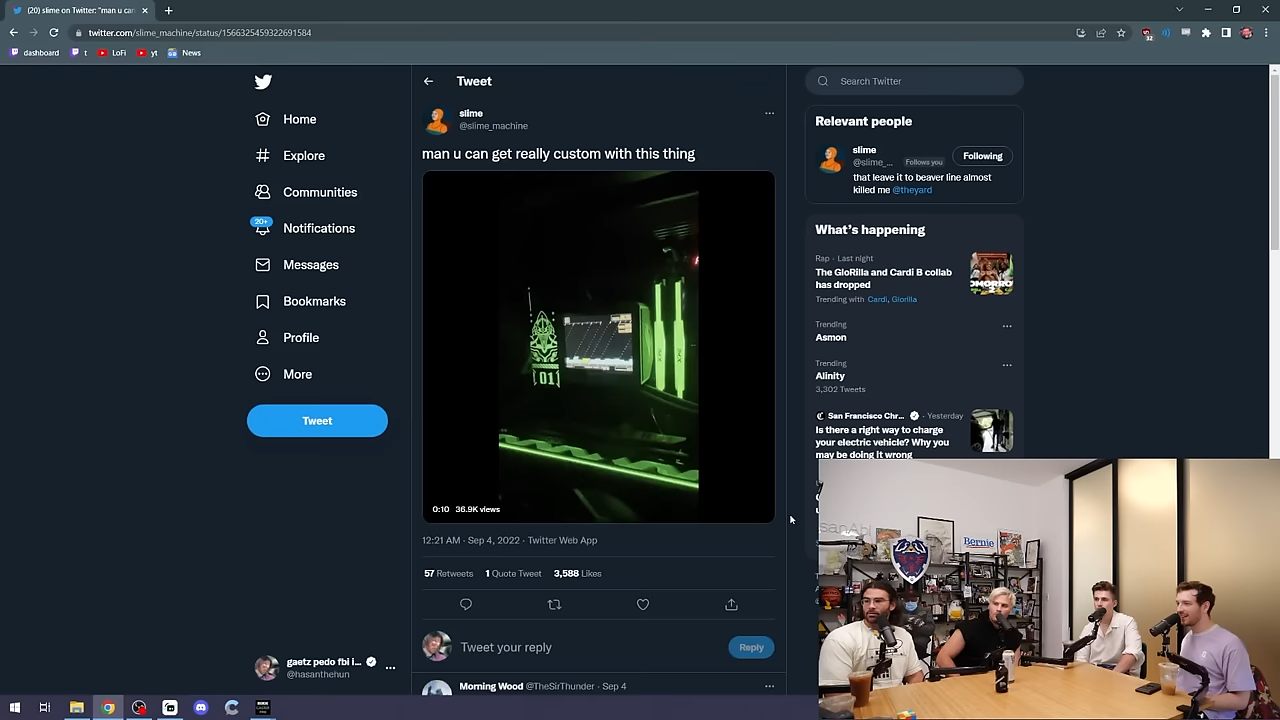 (20) slime on Twitter: "man u can
twitter.com/slime_machine/status/1566325459322691584
32
dashboard
t
LoFi
yt
News
Tweet
Search Twitter
Home
Explore
Communities
20+
Notifications
Messages
Bookmarks
Profile
More
Tweet
gaetz pedo fbi i...
@hasanthehun
slime
@slime_machine
man u can get really custom with this thing
01
0:10 36.9K views
12:21 AM · Sep 4, 2022 · Twitter Web App
57 Retweets 1 Quote Tweet 3,588 Likes
Tweet your reply
Reply
Morning Wood @TheSirThunder · Sep 4
Relevant people
slime
@slime_... Follows you
Following
that leave it to beaver line almost
killed me @theyard
What's happening
Rap · Last night
The GloRilla and Cardi B collab
has dropped
Trending with Cardi, Glorilla
Trending
Asmon
Trending
Alinity
3,302 Tweets
San Francisco Chr... · Yesterday
Is there a right way to charge
your electric vehicle? Why you
may be doing it wrong
Bernie